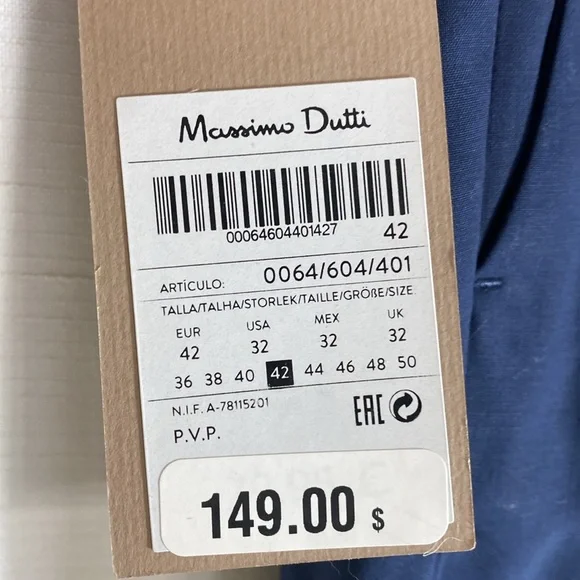 Massimo Dutti
00064604401427 42
ARTÍCULO: 0064/604/401
TALLA/TALHA/STORLEK/TAILLE/GRÖßE/SIZE
EUR USA MEX UK
42 32 32 32
36 38 40 42 44 46 48 50
N.I.F. A-78115201
EAC
P.V.P.
149.00 $